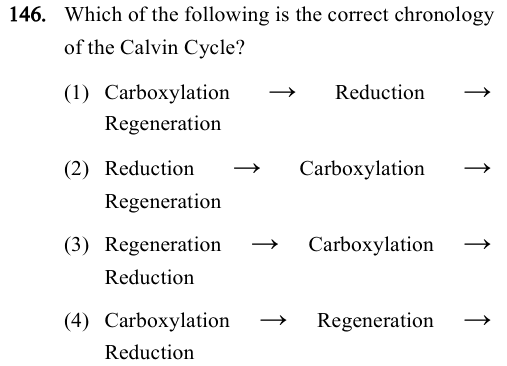 146. Which of the following is the correct chronology
of the Calvin Cycle?
(1) Carboxylation → Reduction →
Regeneration
(2) Reduction → Carboxylation →
Regeneration
(3) Regeneration → Carboxylation →
Reduction
(4) Carboxylation → Regeneration →
Reduction